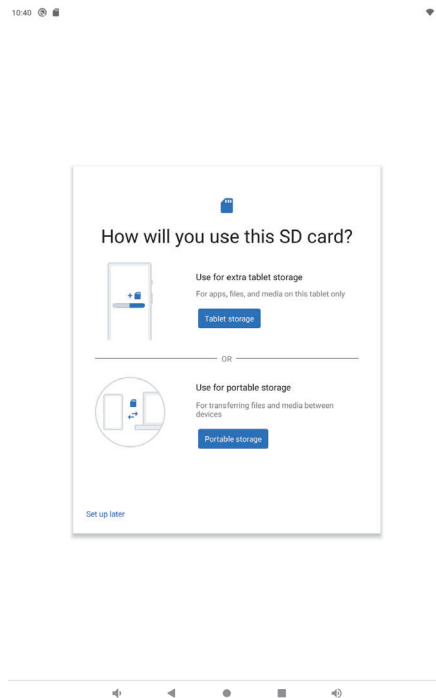 10:40
How will you use this SD card?
Use for extra tablet storage
For apps, files, and media on this tablet only
Tablet storage
OR
Use for portable storage
For transferring files and media between
devices
Portable storage
Set up later